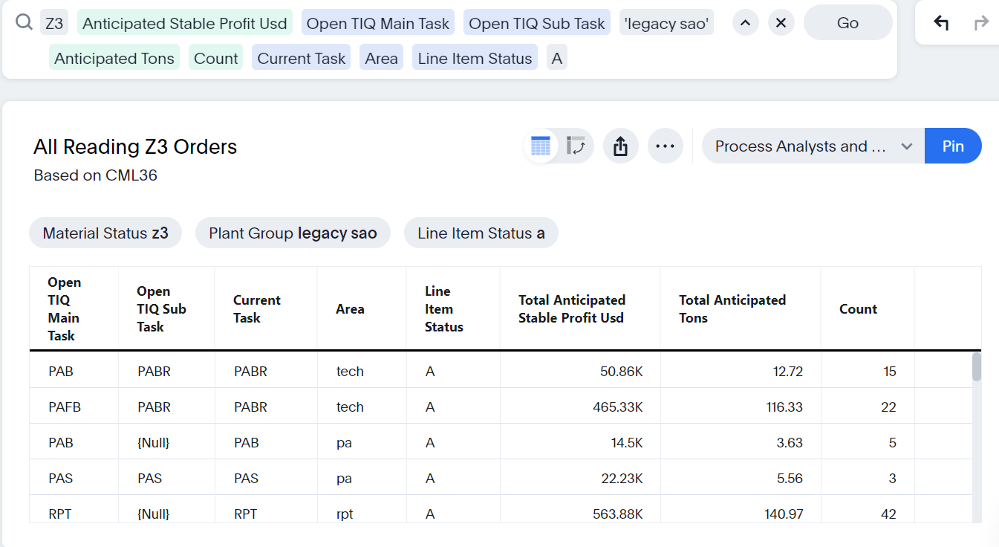 Z3 Anticipated Stable Profit Usd Open TIQ Main Task Open TIQ Sub Task 'legacy sao' Go
Anticipated Tons Count Current Task Area Line Item Status A
All Reading Z3 Orders
Process Analysts and ... Pin
Based on CML36
Material Status z3 Plant Group legacy sao Line Item Status a
Open TIQ Main Task Open TIQ Sub Task Current Task Area Line Item Status Total Anticipated Stable Profit Usd Total Anticipated Tons Count
PAB PABR PABR tech A 50.86K 12.72 15
PAFB PABR PABR tech A 465.33K 116.33 22
PAB {Null} PAB pa A 14.5K 3.63 5
PAS PAS PAS pa A 22.23K 5.56 3
RPT {Null} RPT rpt A 563.88K 140.97 42